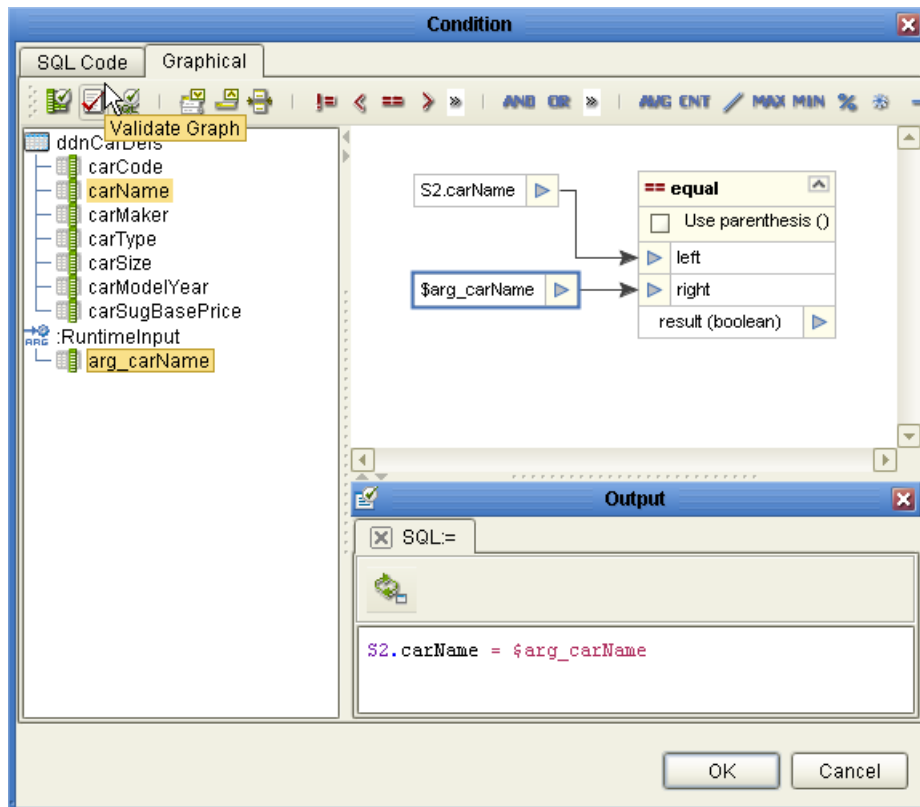 Condition
SQL Code Graphical
!= < == > » AND OR » AVG CNT / MAX MIN %
Validate Graph
carCode
carName
carMaker
carType
carSize
carModelYear
carSugBasePrice
ARG :RuntimeInput
arg_carName
S2.carName
$arg_carName
== equal
Use parenthesis ()
left
right
result (boolean)
Output
SQL:=
S2.carName = $arg_carName
OK Cancel